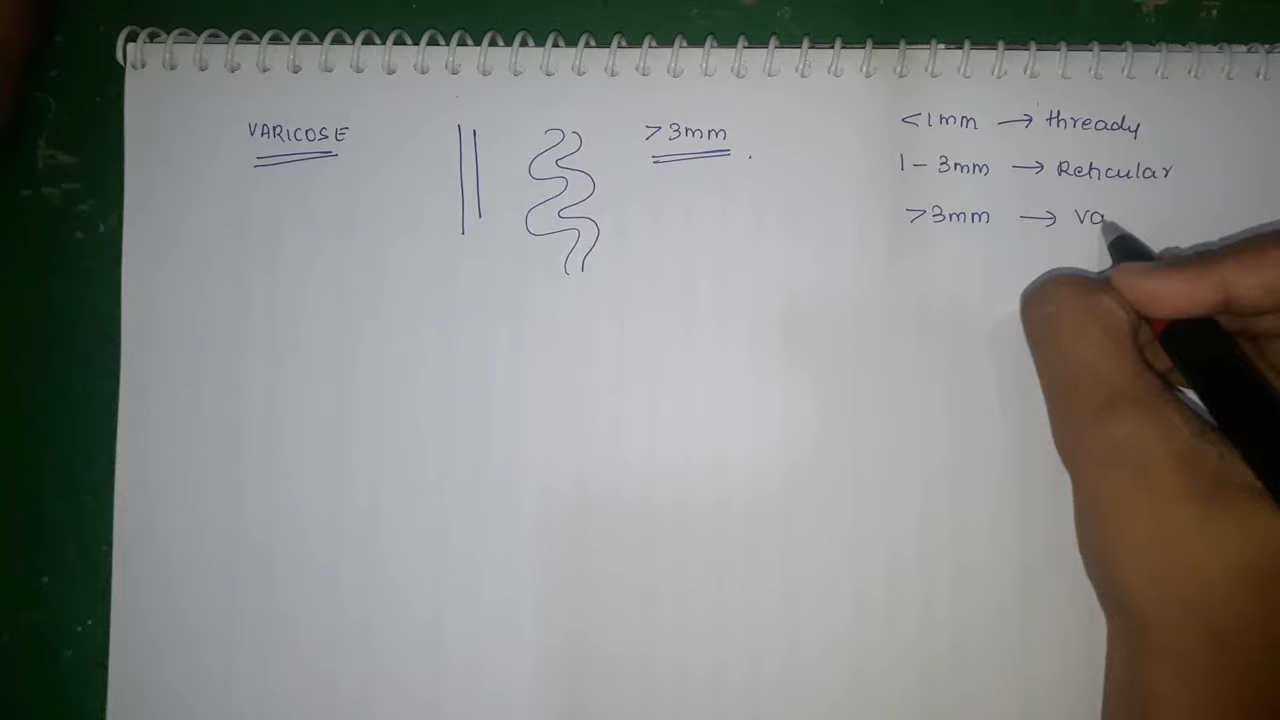 VARICOSE
>3mm
<1mm → thready
1-3mm → Reticular
>3mm → va